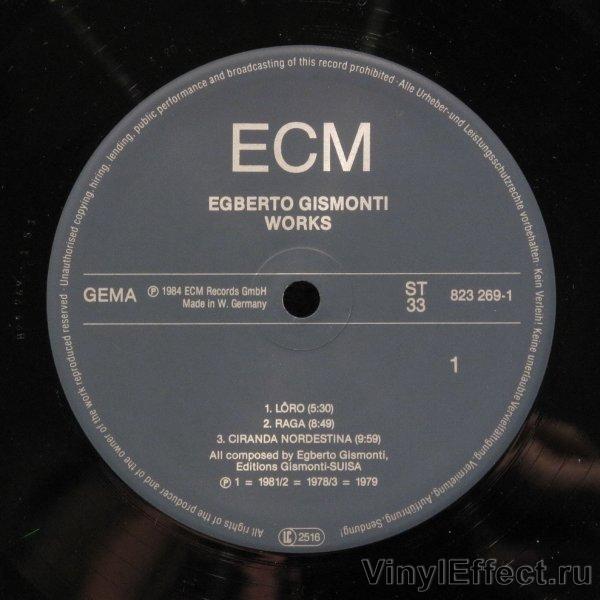 Unauthorised copying, hiring, lending, public performance and broadcasting of this record prohibited · Alle Urheber-und Leistungsschutzrechte vorbehalten · Kein Verleih! Keine unerlaubte Vervielfältigung, Vermietung, Aufführung, Sendung!
ECM
EGBERTO GISMONTI
WORKS
GEMA
℗ 1984 ECM Records GmbH
Made in W. Germany
ST
33
823 269-1
1
1. LÔRO (5:30)
2. RAGA (8:49)
3. CIRANDA NORDESTINA (9:59)
All composed by Egberto Gismonti,
Editions Gismonti-SUISA
℗ 1 = 1981/2 = 1978/3 = 1979
All rights of the producer and of the owner of the work reproduced reserved ·
LC 2516
VinylEffect.ru